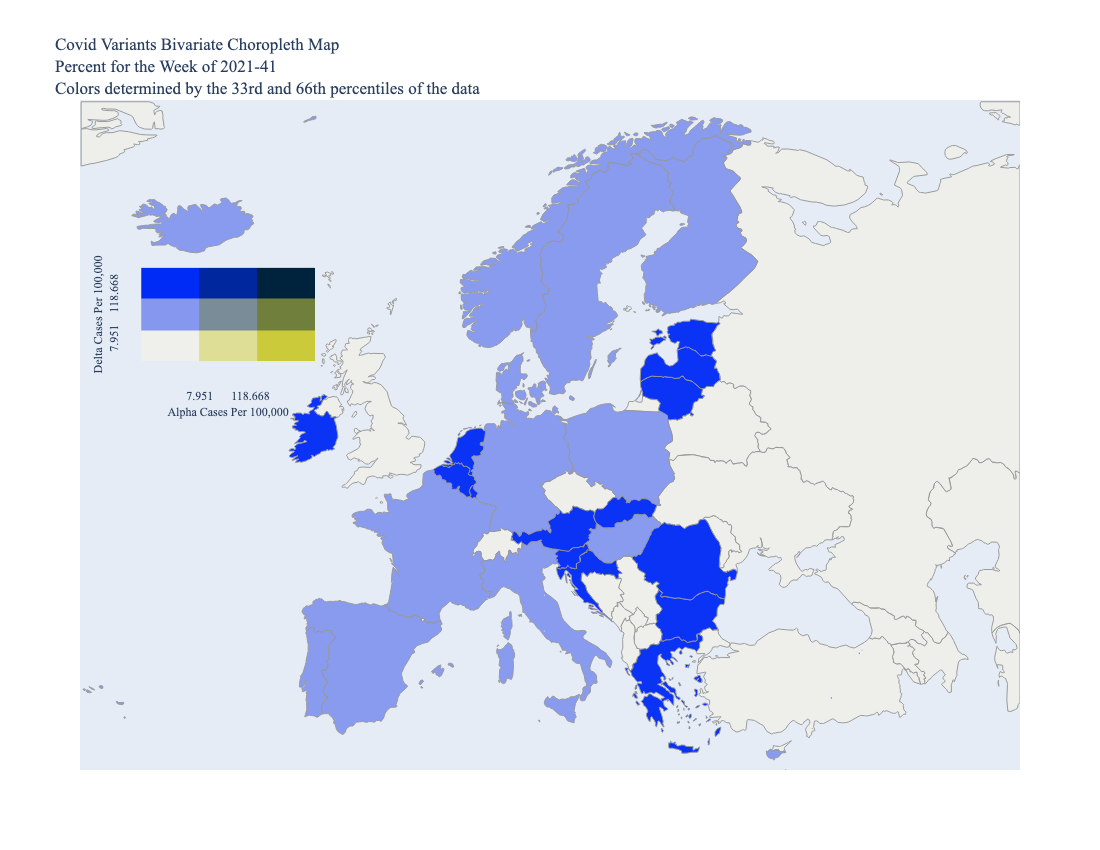 Covid Variants Bivariate Choropleth Map
Percent for the Week of 2021-41
Colors determined by the 33rd and 66th percentiles of the data
Delta Cases Per 100,000
7.951 118.668
7.951 118.668
Alpha Cases Per 100,000